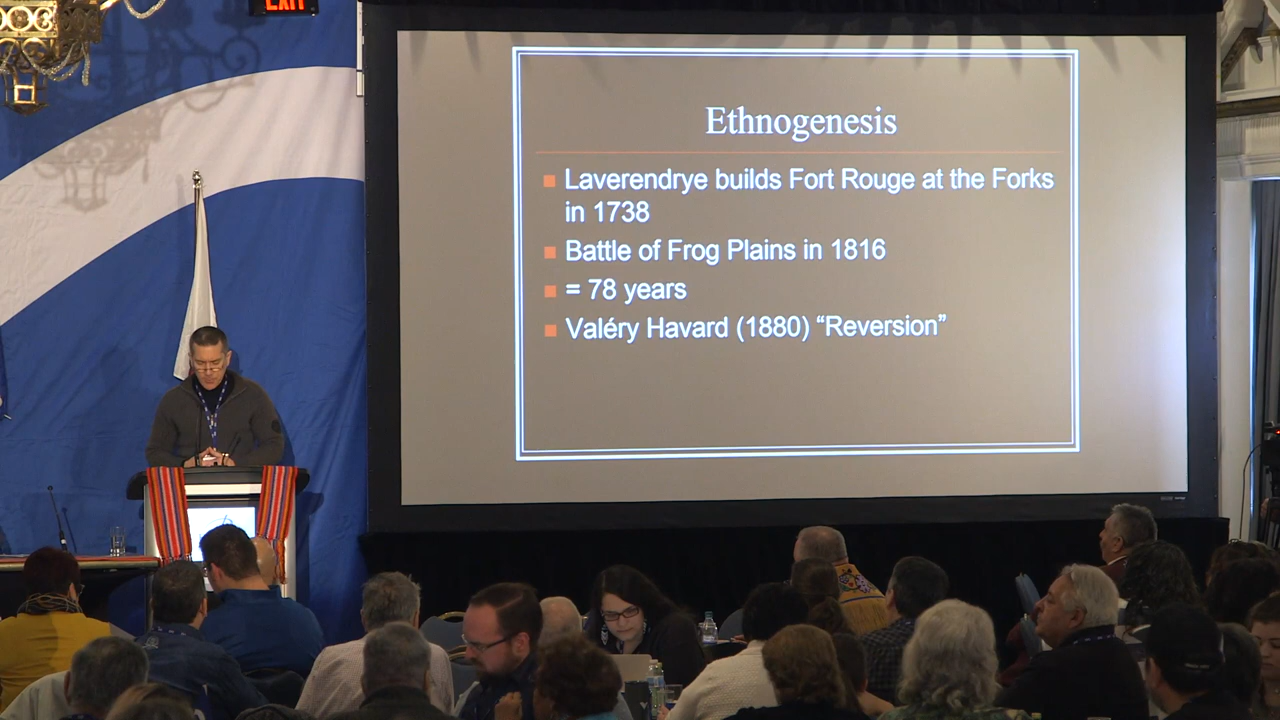 EXIT
Ethnogenesis
Laverendrye builds Fort Rouge at the Forks
in 1738
Battle of Frog Plains in 1816
= 78 years
Valéry Havard (1880) “Reversion”